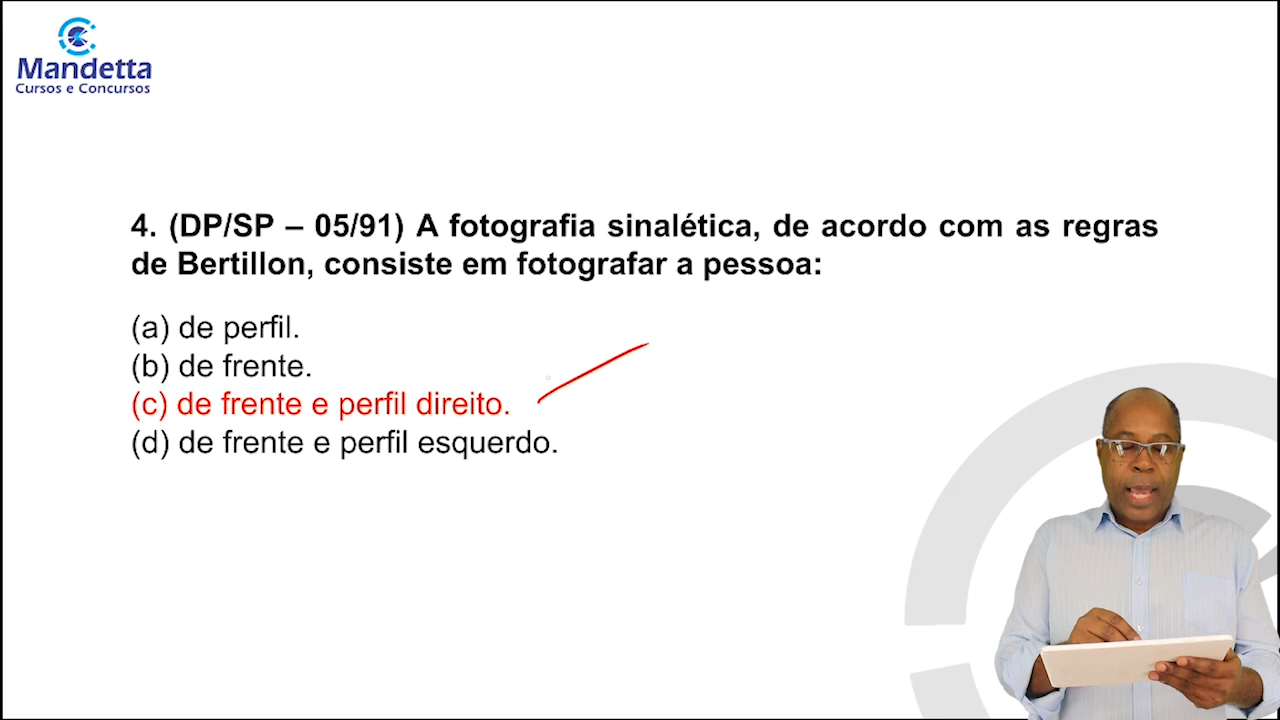 Mandetta
Cursos e Concursos
4. (DP/SP – 05/91) A fotografia sinalética, de acordo com as regras
de Bertillon, consiste em fotografar a pessoa:
(a) de perfil.
(b) de frente.
(c) de frente e perfil direito.
(d) de frente e perfil esquerdo.